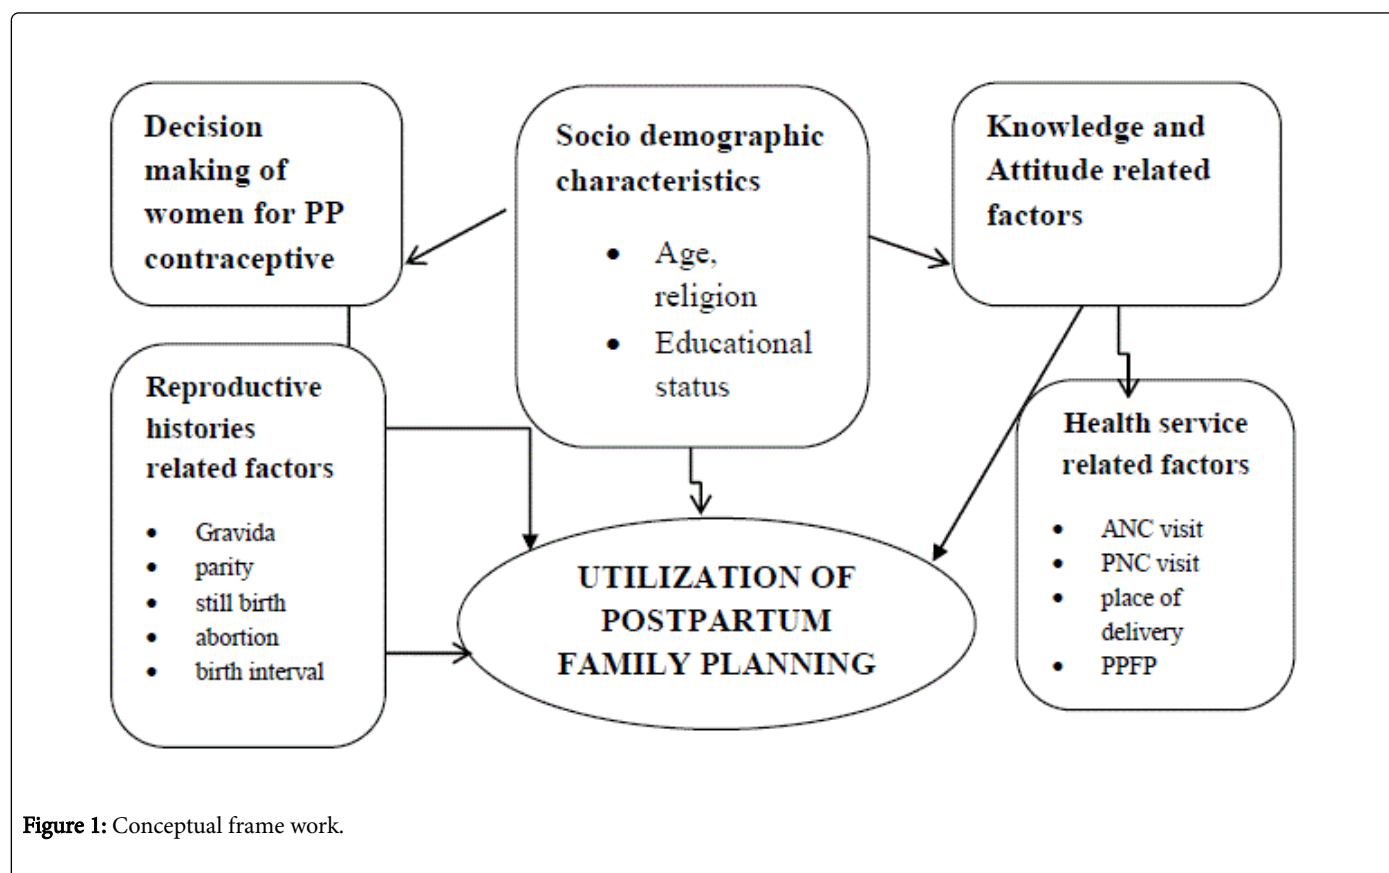 Decision
making of
women for PP
contraceptive
Socio demographic
characteristics
• Age,
religion
• Educational
status
Knowledge and
Attitude related
factors
Reproductive
histories
related factors
• Gravida
• parity
• still birth
• abortion
• birth interval
Health service
related factors
• ANC visit
• PNC visit
• place of
delivery
• PPFP
UTILIZATION OF
POSTPARTUM
FAMILY PLANNING
Figure 1: Conceptual frame work.